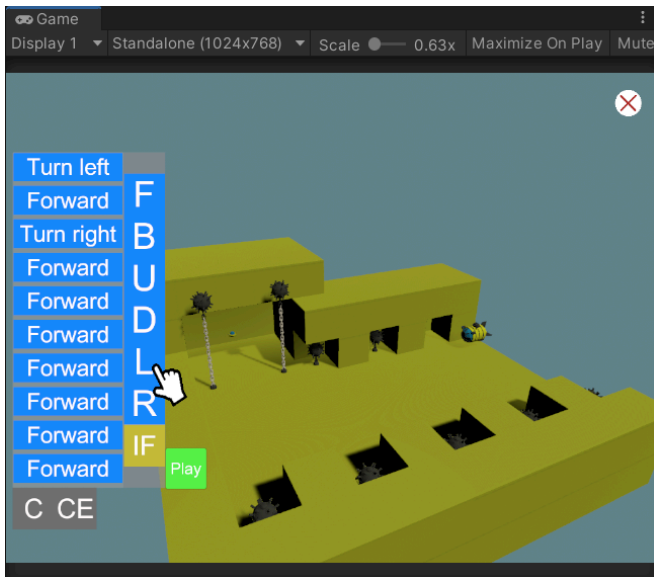 Game
Display 1 Standalone (1024x768) Scale 0.63x Maximize On Play Mute
Turn left
Forward
Turn right
Forward
Forward
Forward
Forward
Forward
Forward
Forward
F
B
U
D
L
R
IF
Play
C CE